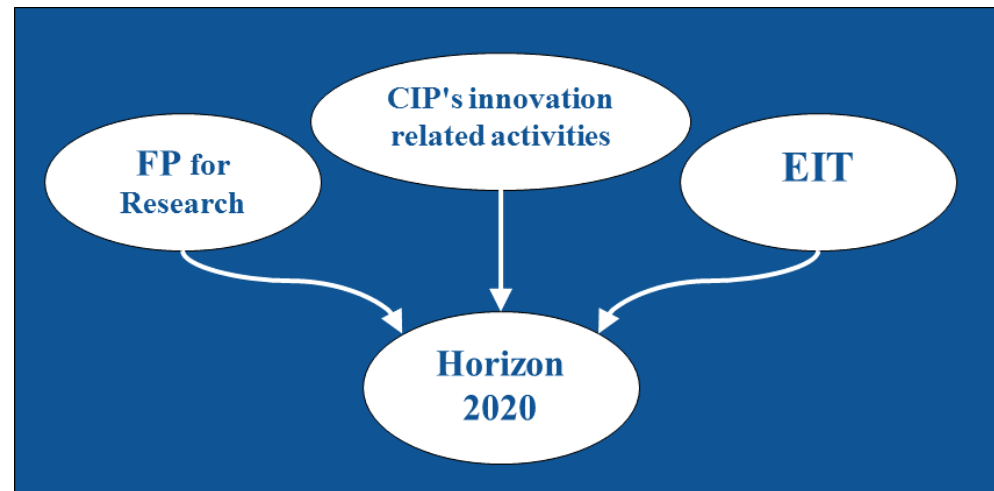 CIP's innovation
related activities
FP for
Research
EIT
Horizon
2020